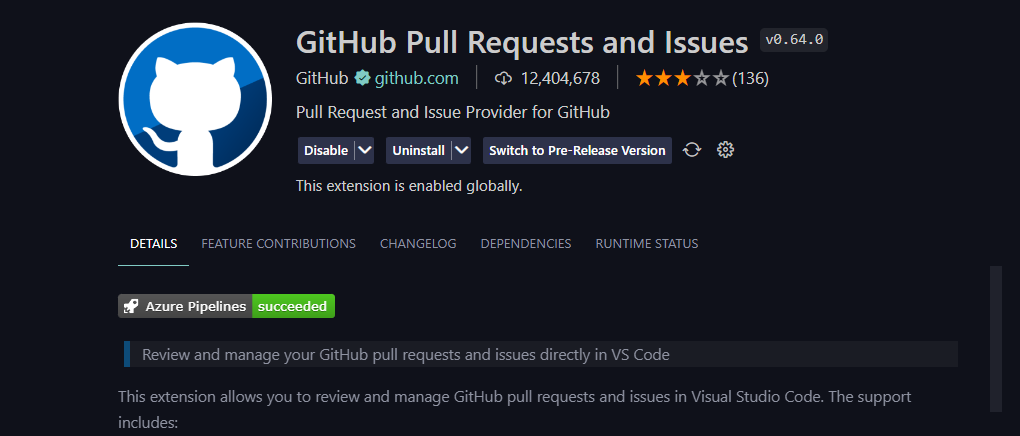 GitHub Pull Requests and Issues v0.64.0
GitHub github.com 12,404,678 (136)
Pull Request and Issue Provider for GitHub
Disable Uninstall Switch to Pre-Release Version
This extension is enabled globally.
DETAILS FEATURE CONTRIBUTIONS CHANGELOG DEPENDENCIES RUNTIME STATUS
Azure Pipelines succeeded
Review and manage your GitHub pull requests and issues directly in VS Code
This extension allows you to review and manage GitHub pull requests and issues in Visual Studio Code. The support
includes: